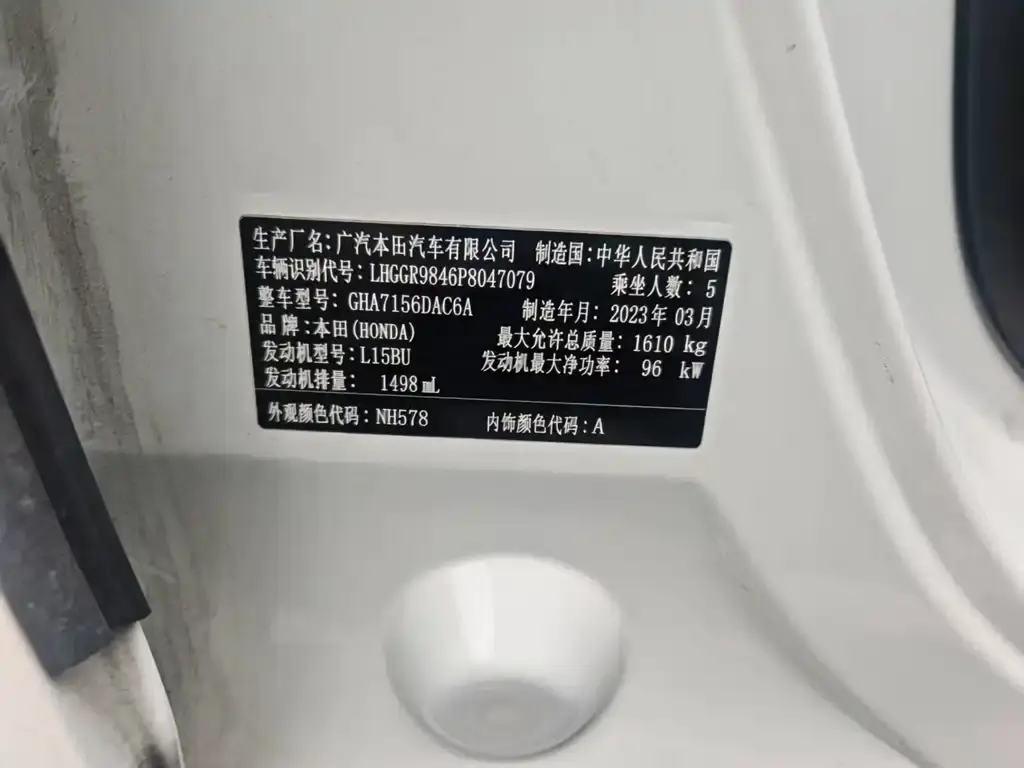 生产厂名:广汽本田汽车有限公司 制造国:中华人民共和国
车辆识别代号:LHGGR9846P8047079 乘坐人数: 5
整车型号:GHA7156DAC6A 制造年月:2023年 03月
品 牌:本田(HONDA) 最大允许总质量: 1610 kg
发动机型号:L15BU 发动机最大净功率: 96 kW
发动机排量: 1498 mL
外观颜色代码:NH578 内饰颜色代码:A